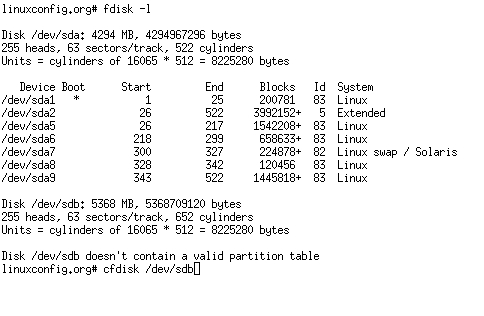 linuxconfig.org# fdisk -l
Disk /dev/sda: 4294 MB, 4294967296 bytes
255 heads, 63 sectors/track, 522 cylinders
Units = cylinders of 16065 * 512 = 8225280 bytes
Device Boot Start End Blocks Id System
/dev/sda1 * 1 25 200781 83 Linux
/dev/sda2 26 522 3992152+ 5 Extended
/dev/sda5 26 217 1542208+ 83 Linux
/dev/sda6 218 299 658633+ 83 Linux
/dev/sda7 300 327 224878+ 82 Linux swap / Solaris
/dev/sda8 328 342 120456 83 Linux
/dev/sda9 343 522 1445818+ 83 Linux
Disk /dev/sdb: 5368 MB, 5368709120 bytes
255 heads, 63 sectors/track, 652 cylinders
Units = cylinders of 16065 * 512 = 8225280 bytes
Disk /dev/sdb doesn't contain a valid partition table
linuxconfig.org# cfdisk /dev/sdb